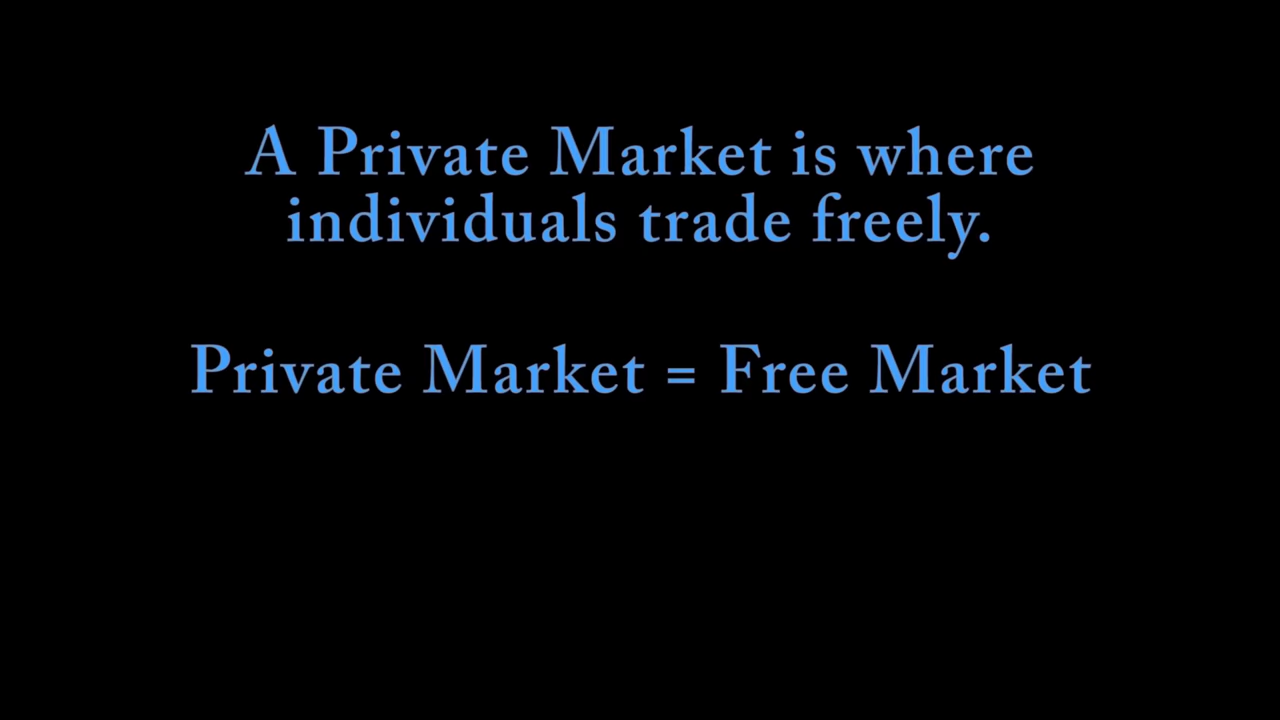 A Private Market is where
individuals trade freely.
Private Market = Free Market